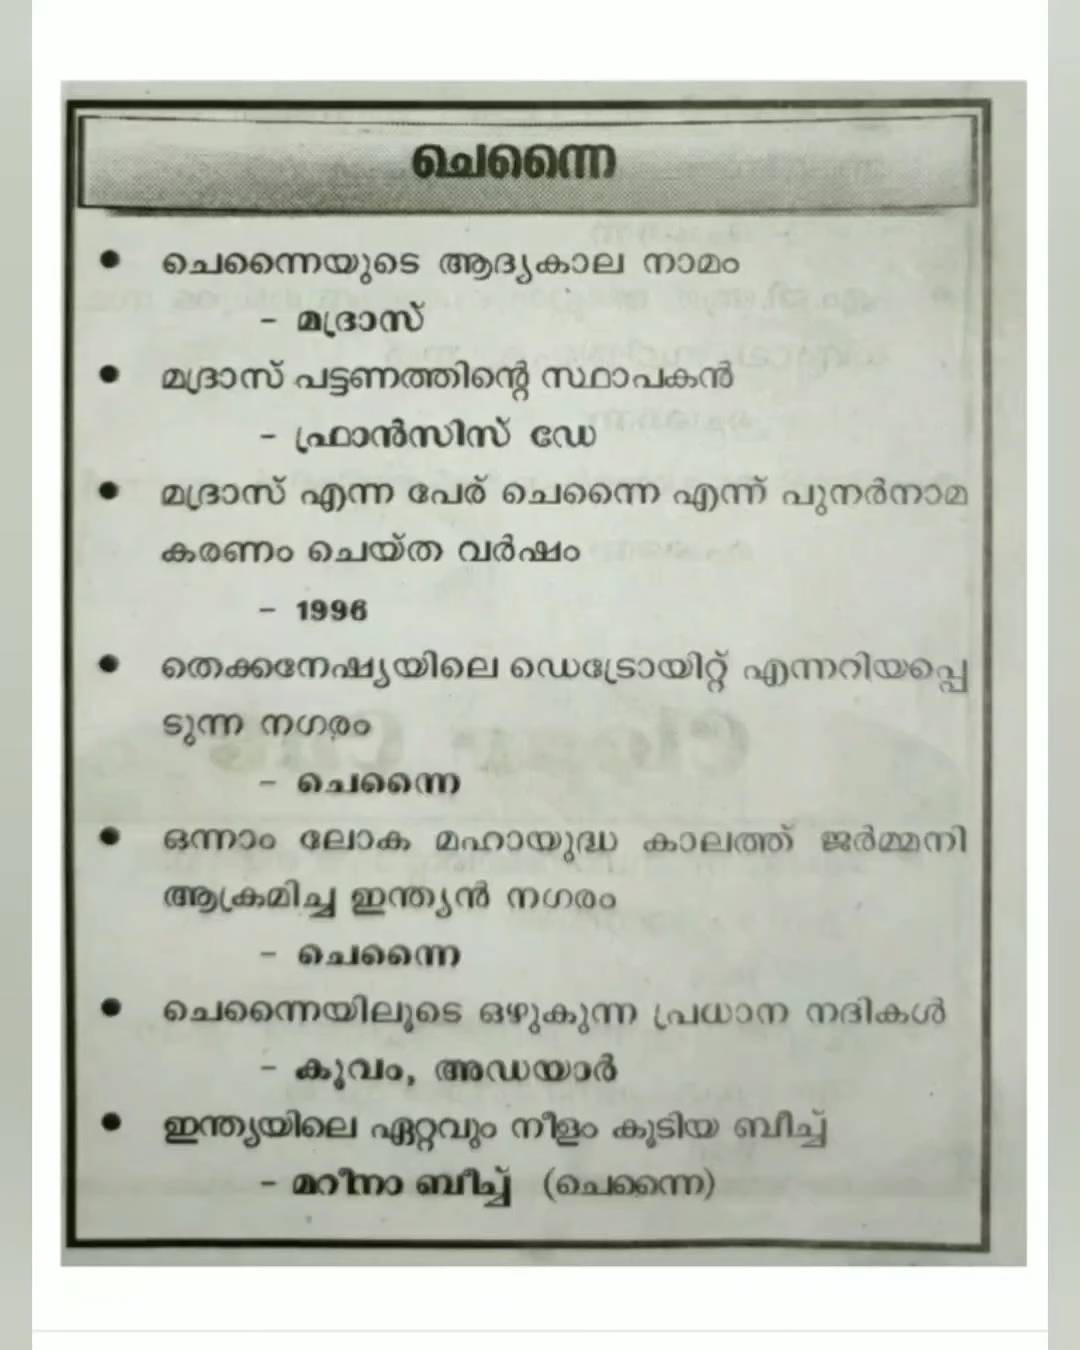 ചെന്നൈ
• ചെന്നൈയുടെ ആദ്യകാല നാമം
– മദ്രാസ്
• മദ്രാസ് പട്ടണത്തിന്റെ സ്ഥാപകൻ
– ഫ്രാൻസിസ് ഡേ
• മദ്രാസ് എന്ന പേര് ചെന്നൈ എന്ന് പുനർനാമ
കരണം ചെയ്ത വർഷം
– 1996
• തെക്കനേഷ്യയിലെ ഡെട്രോയിറ്റ് എന്നറിയപ്പെ
ടുന്ന നഗരം
– ചെന്നൈ
• ഒന്നാം ലോക മഹായുദ്ധ കാലത്ത് ജർമ്മനി
ആക്രമിച്ച ഇന്ത്യൻ നഗരം
– ചെന്നൈ
• ചെന്നൈയിലൂടെ ഒഴുകുന്ന പ്രധാന നദികൾ
– കൂവം, അഡയാർ
• ഇന്ത്യയിലെ ഏറ്റവും നീളം കൂടിയ ബീച്ച്
– മറീനാ ബീച്ച് (ചെന്നൈ)